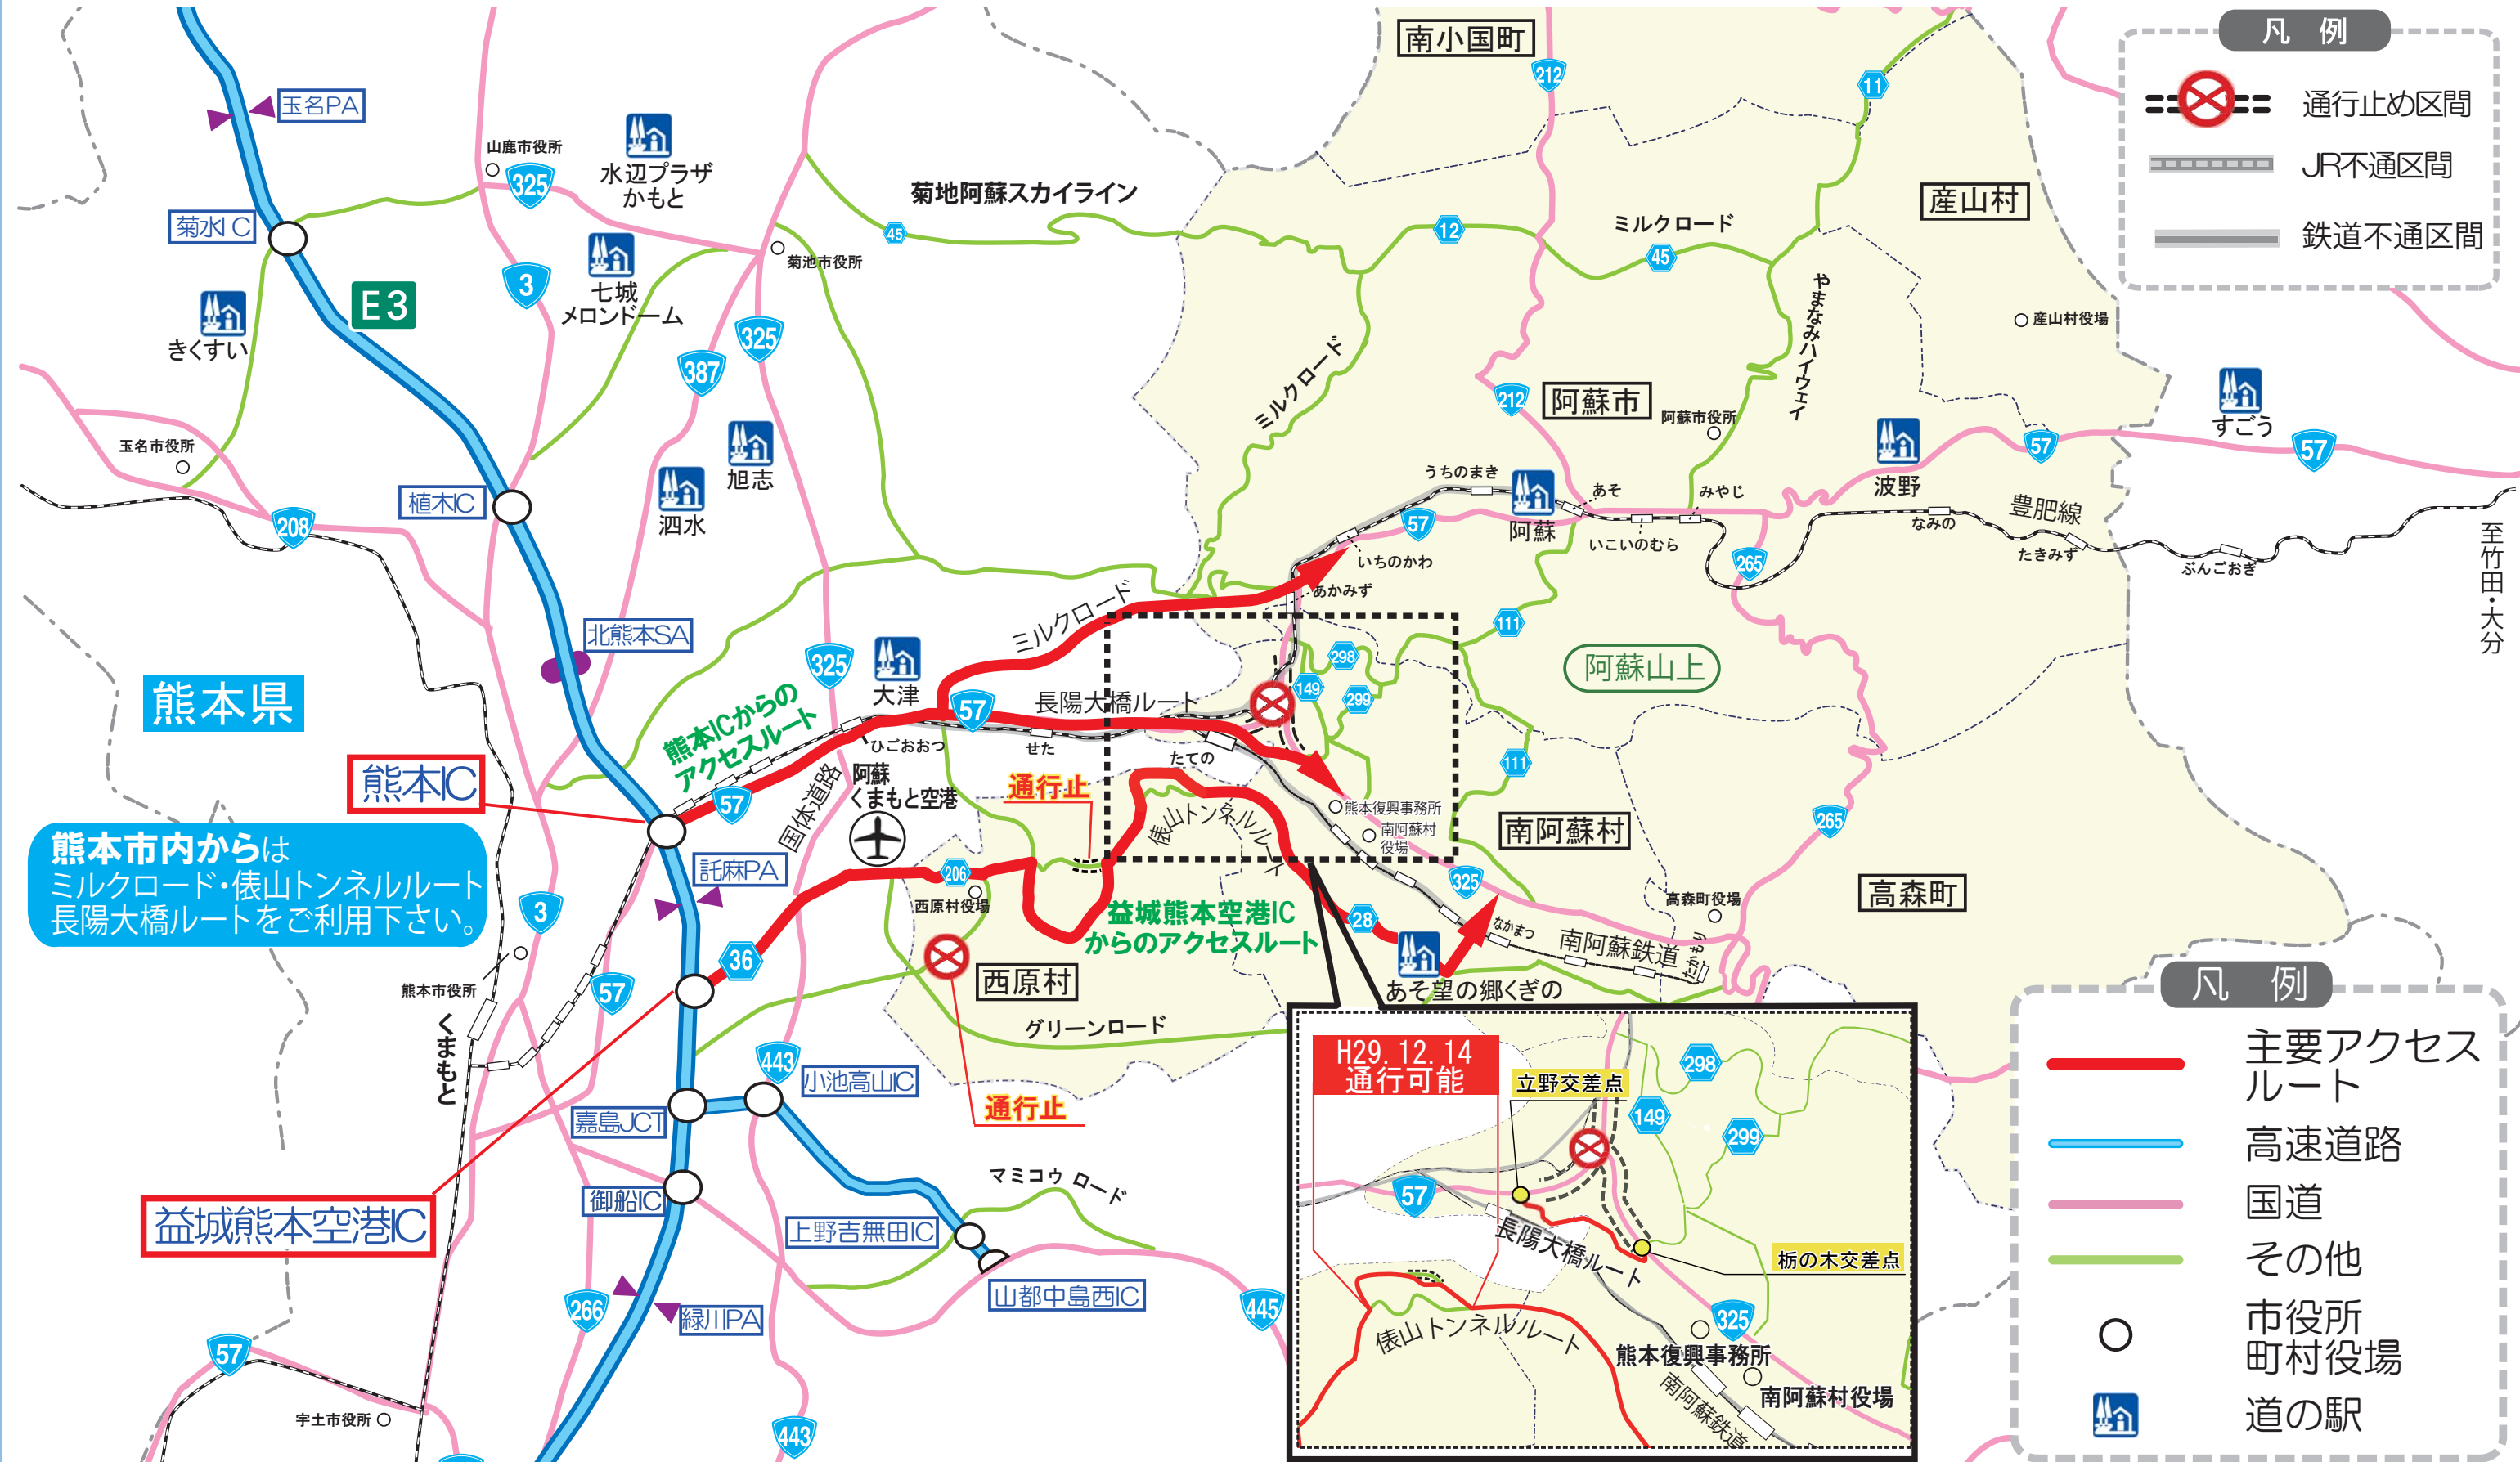 凡 例
通行止め区間
JR不通区間
鉄道不通区間
南小国町
212
11
玉名PA
山鹿市役所
325
水辺プラザ
かもと
菊地阿蘇スカイライン
45
12
ミルクロード
45
産山村
菊水IC
菊池市役所
3
七城
メロンドーム
E3
きくすい
325
387
ミルクロード
やまなみハイウェイ
産山村役場
212
阿蘇市
阿蘇市役所
すごう
57
57
玉名市役所
旭志
泗水
波野
植木IC
208
うちのまき
阿蘇
あそ
みやじ
57
いちのかわ
いこいのむら
なみの
豊肥線
たきみず
ぶんごおぎ
至竹田・大分
265
あかみず
北熊本SA
ミルクロード
325
大津
111
298
149
299
阿蘇山上
熊本県
熊本ICからの
アクセスルート
57
長陽大橋ルート
ひごおおつ
せた
たての
111
熊本IC
57
国体道路
阿蘇
くまもと空港
通行止
俵山トンネルルート
熊本復興事務所
南阿蘇村
役場
南阿蘇村
265
熊本市内からは
ミルクロード・俵山トンネルルート
長陽大橋ルートをご利用下さい。
託麻PA
206
西原村役場
325
高森町
高森町役場
3
36
益城熊本空港IC
からのアクセスルート
28
なかまつ
南阿蘇鉄道
たかもり
熊本市役所
57
西原村
あそ望の郷くぎの
くまもと
グリーンロード
443
小池高山IC
通行止
嘉島JCT
御船IC
マミコウ ロード
益城熊本空港IC
上野吉無田IC
山都中島西IC
266
緑川PA
445
57
宇土市役所
443
H29.12.14
通行可能
立野交差点
298
149
299
57
長陽大橋ルート
栃の木交差点
俵山トンネルルート
325
熊本復興事務所
南阿蘇村役場
南阿蘇鉄道
凡 例
主要アクセス
ルート
高速道路
国道
その他
市役所
町村役場
道の駅